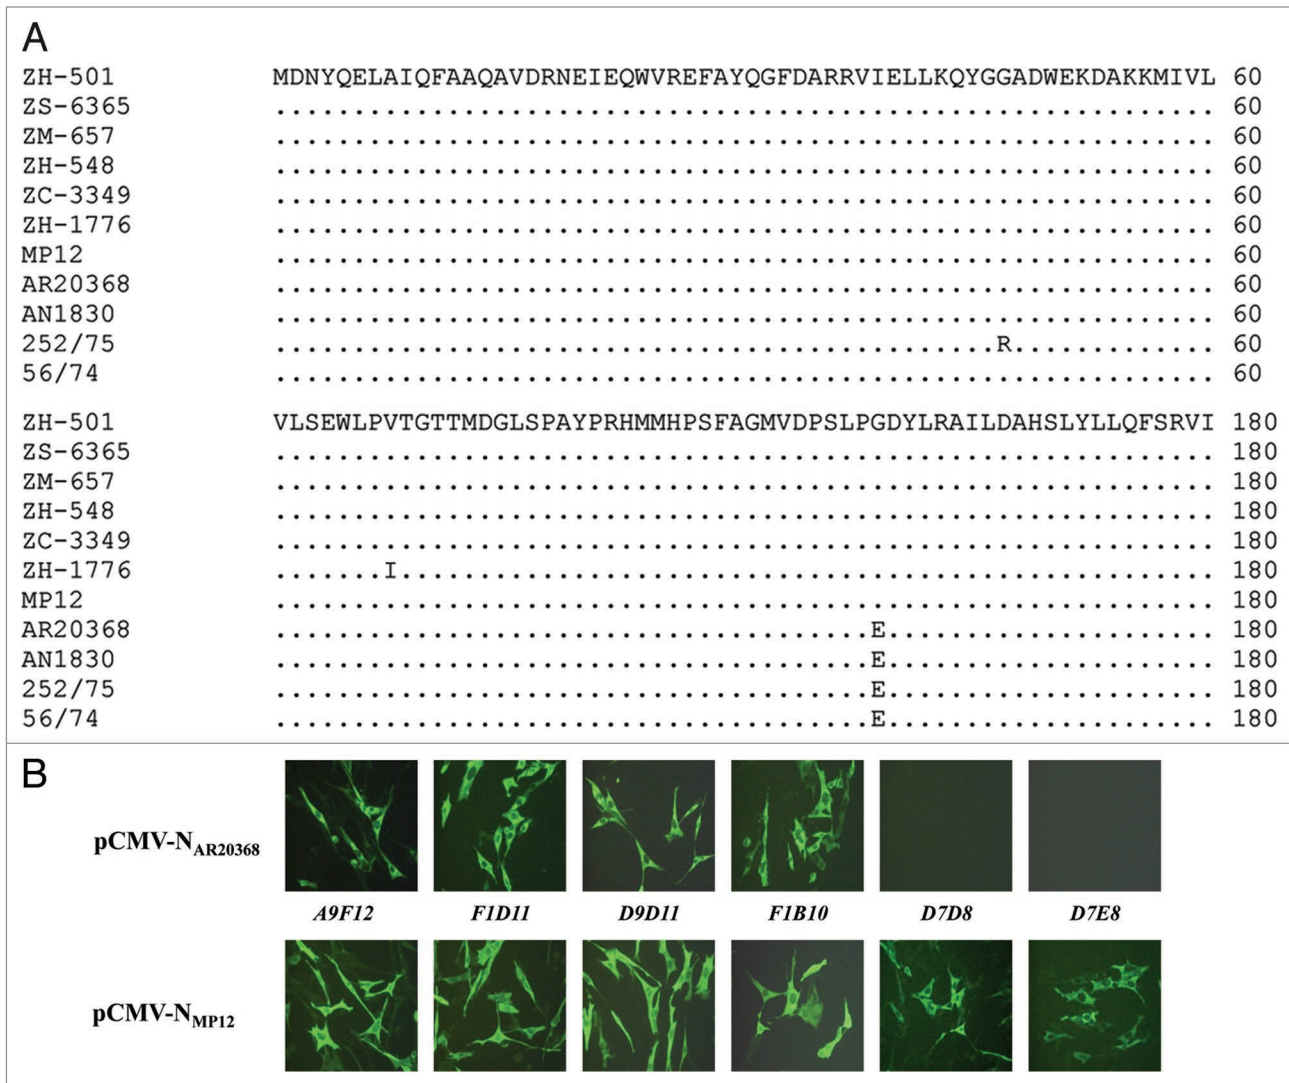 A
ZH-501 MDNYQELAIQFAAQAVDRNEIEQWVREFAYQGFDARRVIELLKQYGGADWEKDAKKMIVL 60
ZS-6365 ............................................................ 60
ZM-657 ............................................................ 60
ZH-548 ............................................................ 60
ZC-3349 ............................................................ 60
ZH-1776 ............................................................ 60
MP12 ............................................................ 60
AR20368 ............................................................ 60
AN1830 ............................................................ 60
252/75 ..............................................R............. 60
56/74 ............................................................ 60
ZH-501 VLSEWLPVTGTTMDGLSPAYPRHMMHPSFAGMVDPSLPGDYLRAILDAHSLYLLQFSRVI 180
ZS-6365 ............................................................ 180
ZM-657 ............................................................ 180
ZH-548 ............................................................ 180
ZC-3349 ............................................................ 180
ZH-1776 .......I.................................................... 180
MP12 ............................................................ 180
AR20368 ......................................E..................... 180
AN1830 ......................................E..................... 180
252/75 ......................................E..................... 180
56/74 ......................................E..................... 180
B
pCMV-NAR20368
A9F12 F1D11 D9D11 F1B10 D7D8 D7E8
pCMV-NMP12